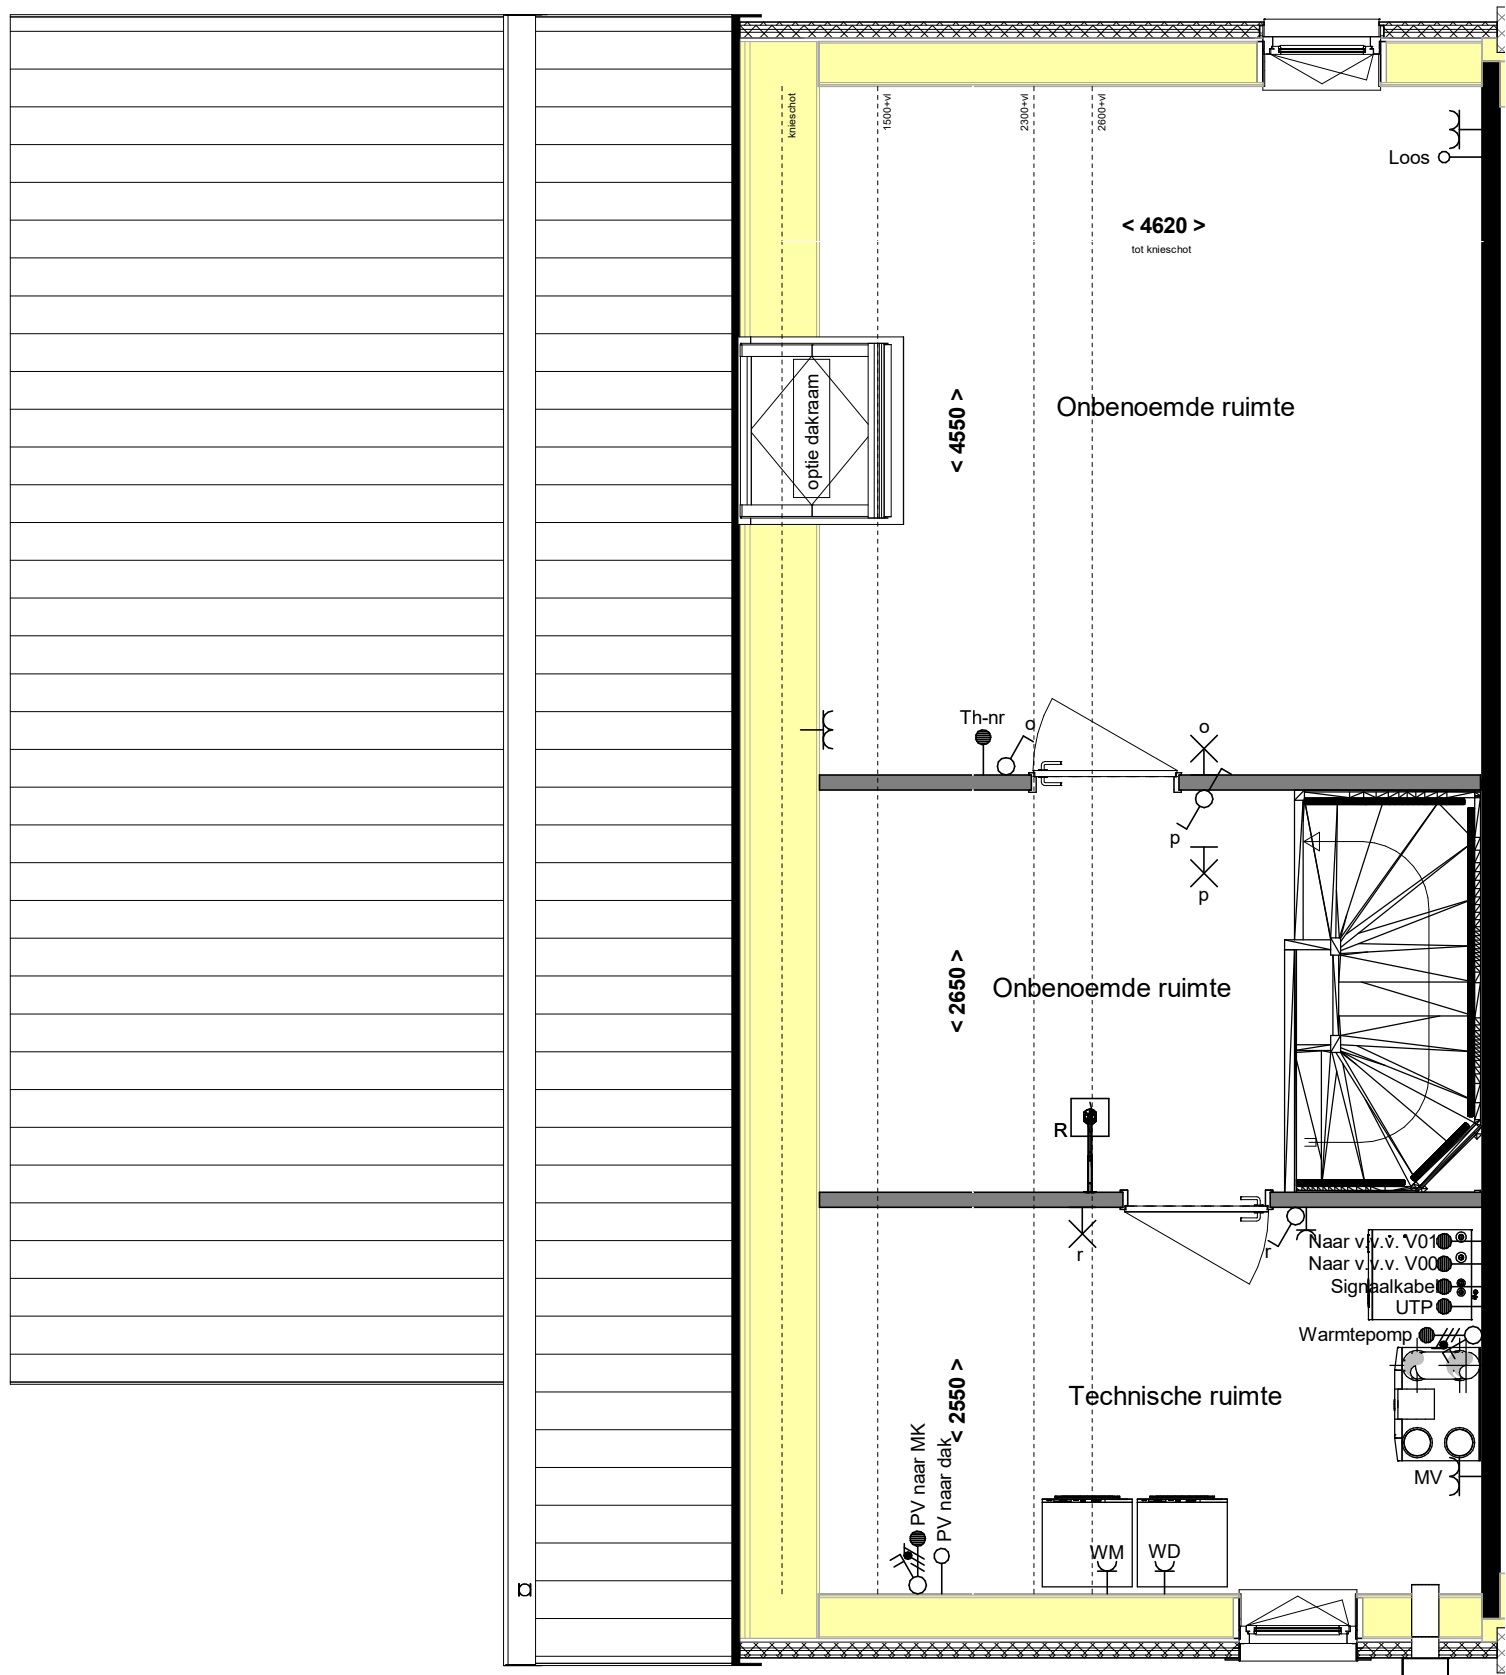 knieschot
1500+vl
2300+vl
2600+vl
Loos
< 4620 >
tot knieschot
optie dakraam
< 4550 >
Onbenoemde ruimte
Th-nr
o
o
p
p
< 2650 >
Onbenoemde ruimte
R
r
r
Naar v.v.v. V01
Naar v.v.v. V00
Signaalkabel
UTP
Warmtepomp
< 2550 >
Technische ruimte
PV naar MK
PV naar dak
MV
WM
WD